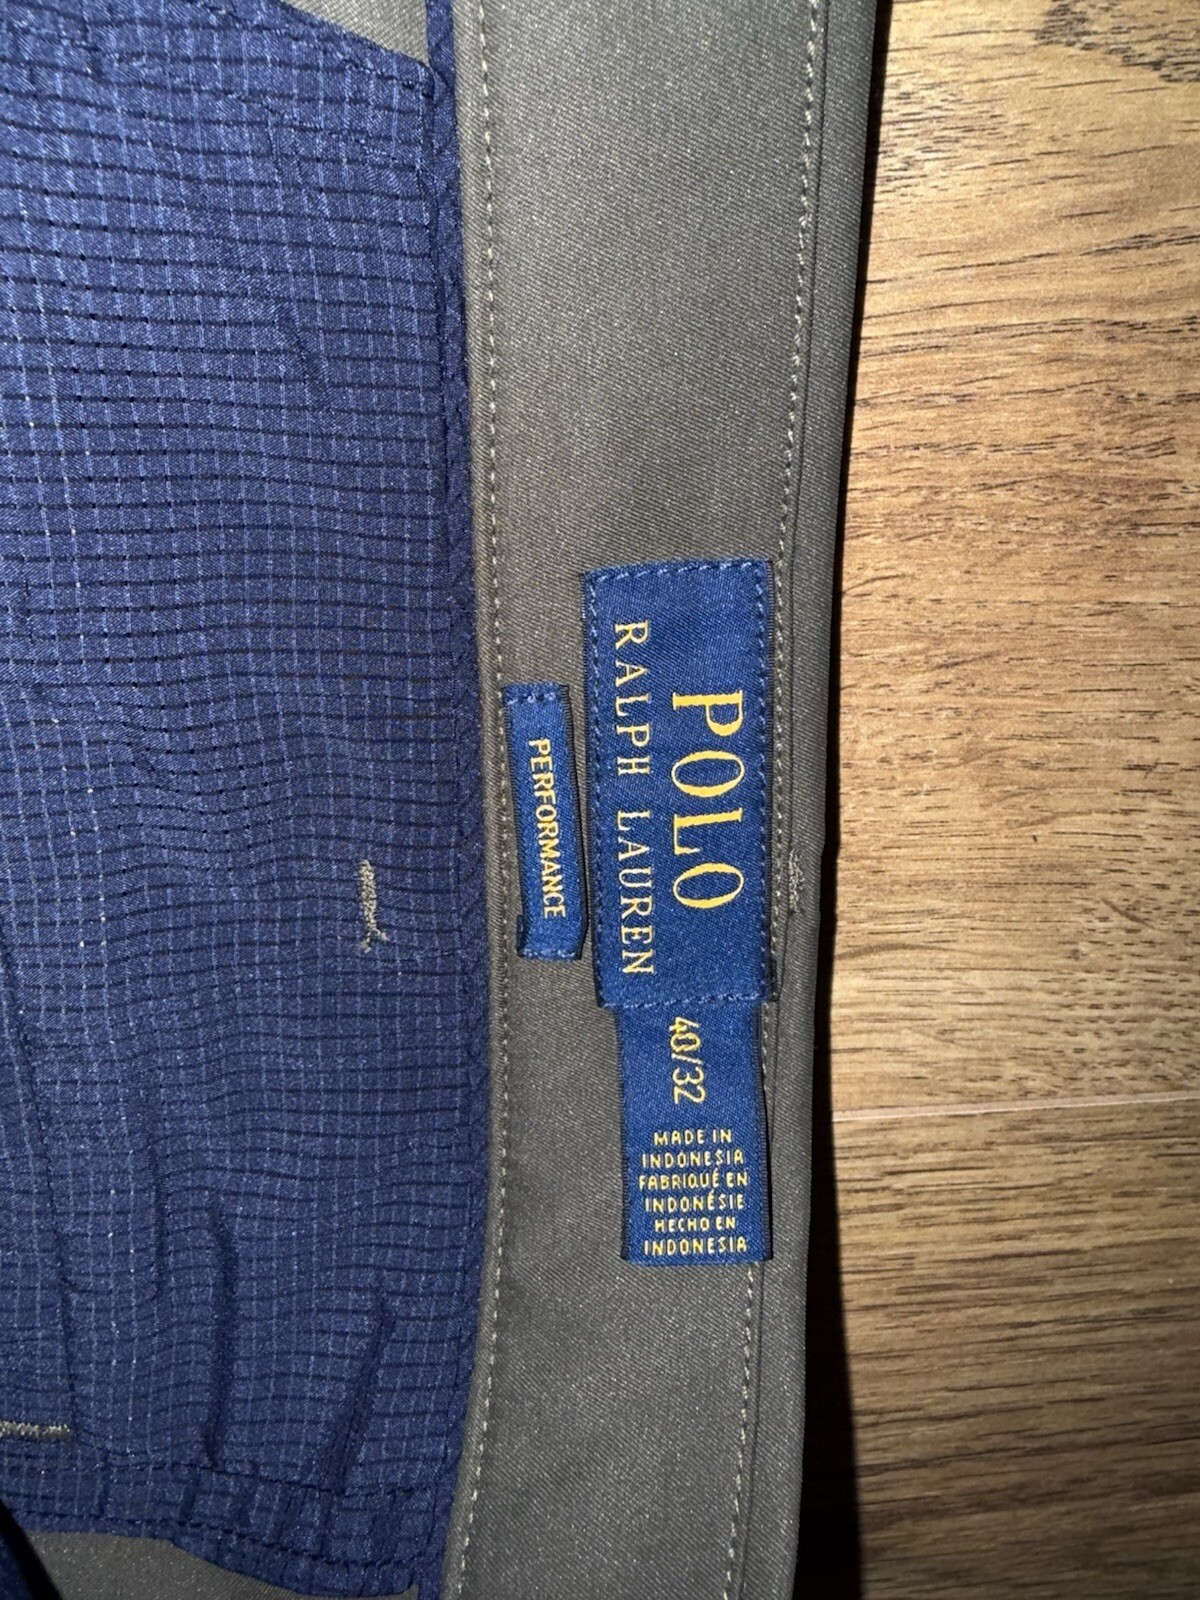 POLO
RALPH LAUREN
PERFORMANCE
40/32
MADE IN
INDONESIA
FABRIQUÉ EN
INDONÉSIE
HECHO EN
INDONESIA